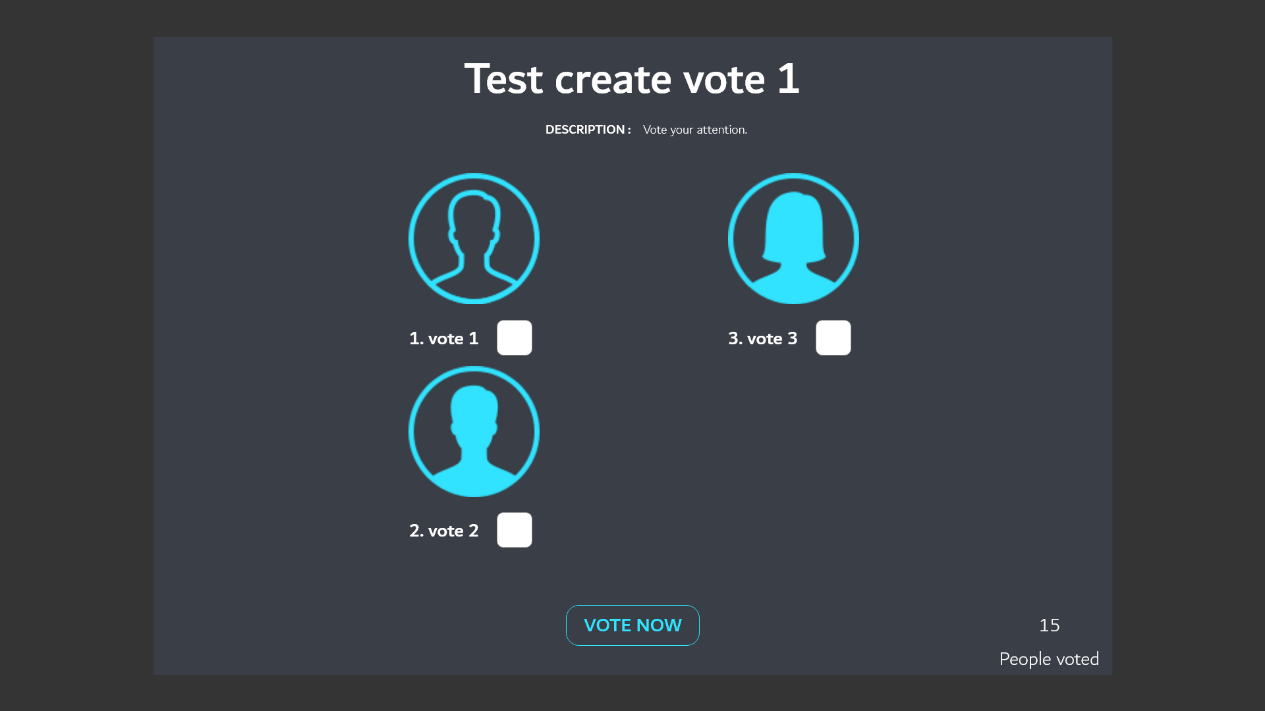 Test create vote 1
DESCRIPTION : Vote your attention.
1. vote 1
3. vote 3
2. vote 2
VOTE NOW
15
People voted